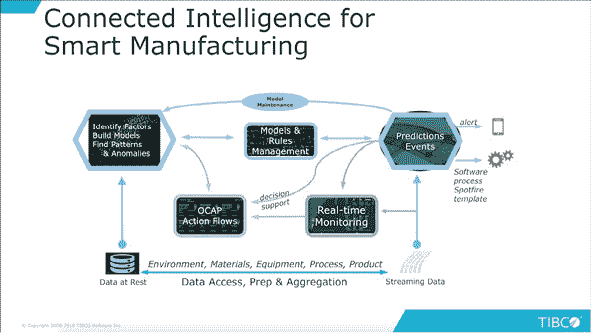 Connected Intelligence for
Smart Manufacturing
Model
Maintenance
Identify Factors
Build Models
Find Patterns
& Anomalies
Models &
Rules
Management
Predictions
Events
alert
Software
process
Spotfire
template
decision
support
OCAP
Action Flows
Real-time
Monitoring
Environment, Materials, Equipment, Process, Product
Data at Rest
Data Access, Prep & Aggregation
Streaming Data
© Copyright 2000-2018 TIBCO Software Inc.
TIBCO